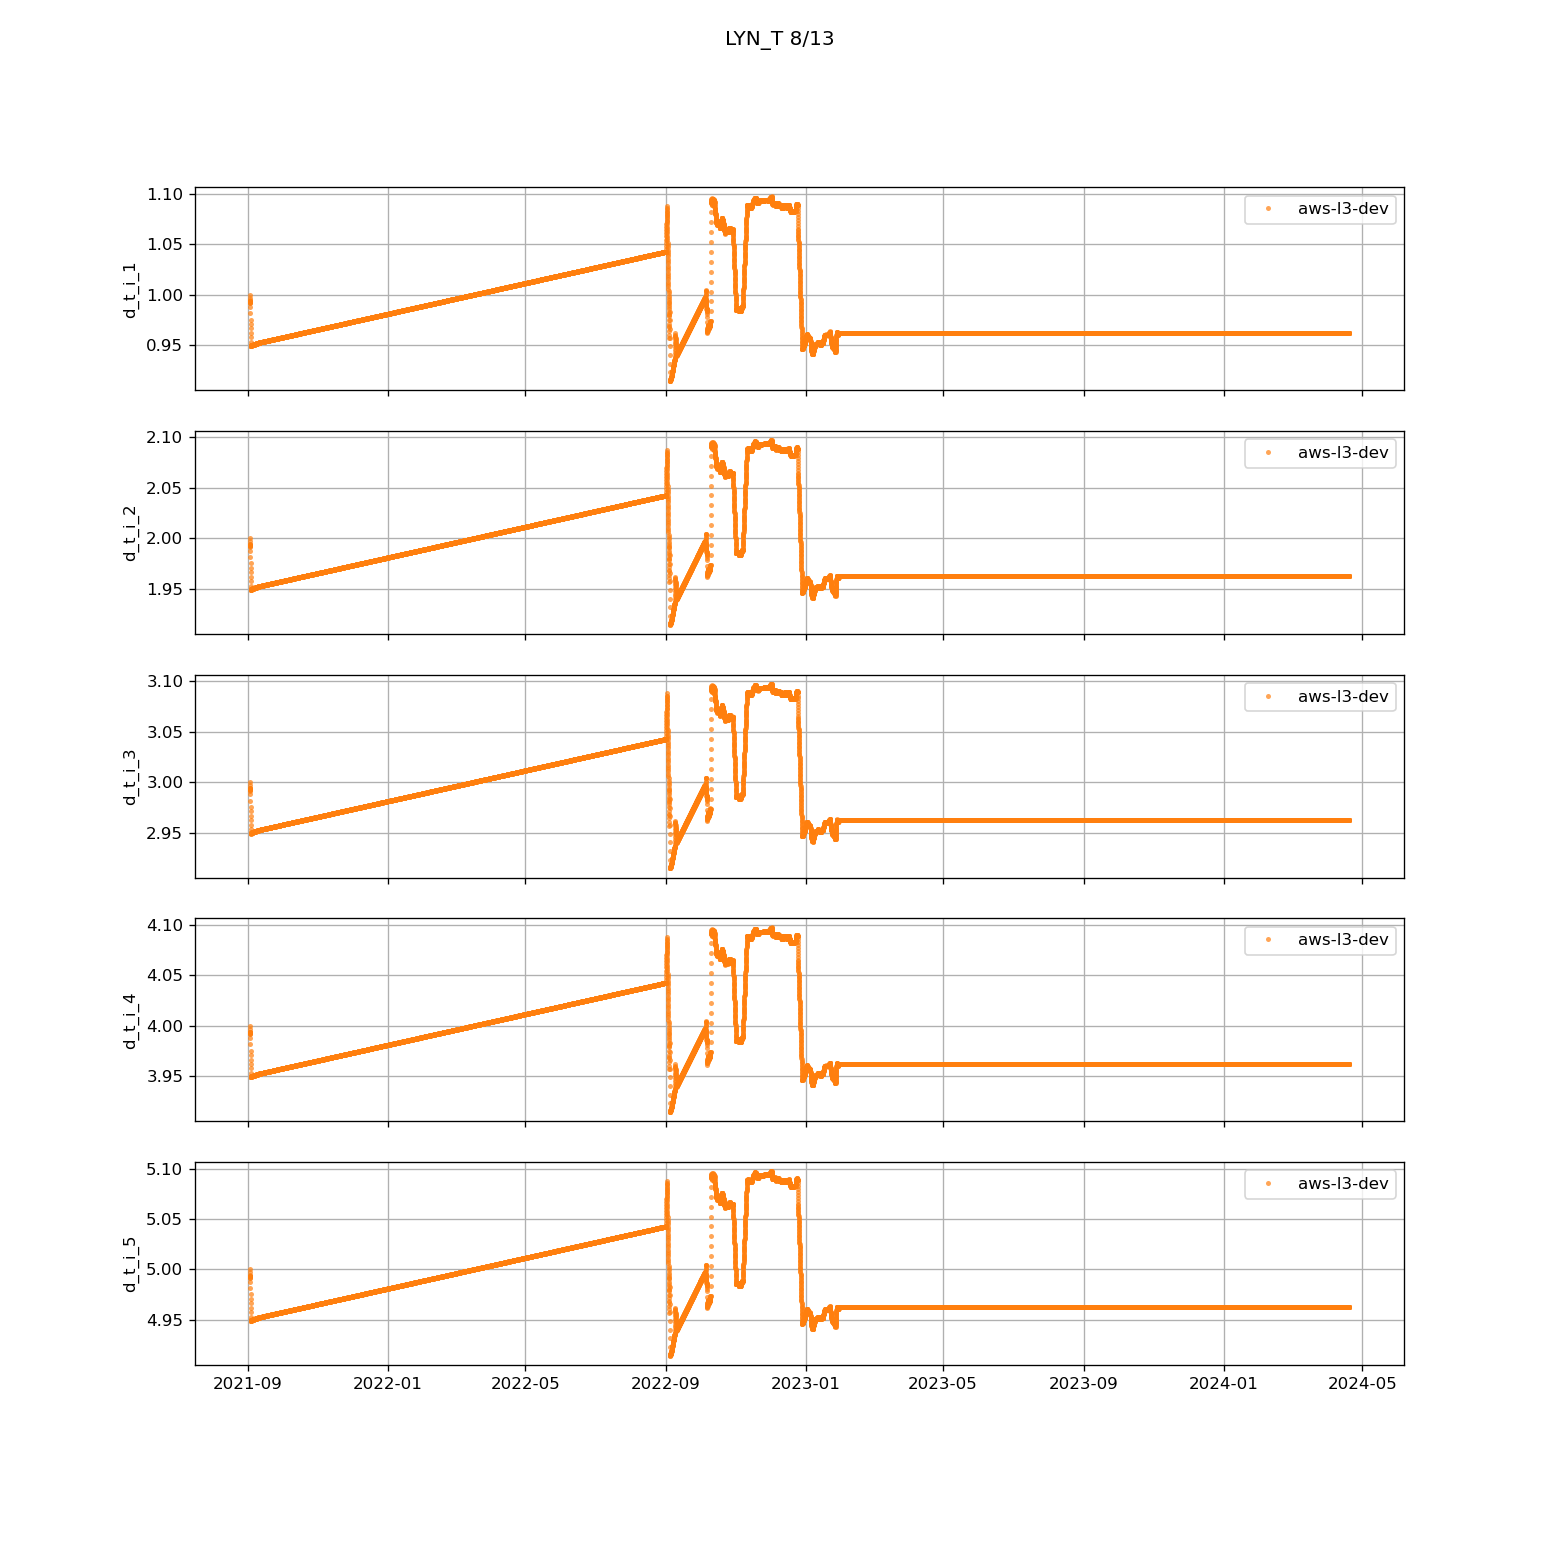 LYN_T 8/13
1.10
1.05
1.00
0.95
d_t_i_1
aws-l3-dev
2.10
2.05
2.00
1.95
d_t_i_2
aws-l3-dev
3.10
3.05
3.00
2.95
d_t_i_3
aws-l3-dev
4.10
4.05
4.00
3.95
d_t_i_4
aws-l3-dev
5.10
5.05
5.00
4.95
d_t_i_5
aws-l3-dev
2021-09 2022-01 2022-05 2022-09 2023-01 2023-05 2023-09 2024-01 2024-05